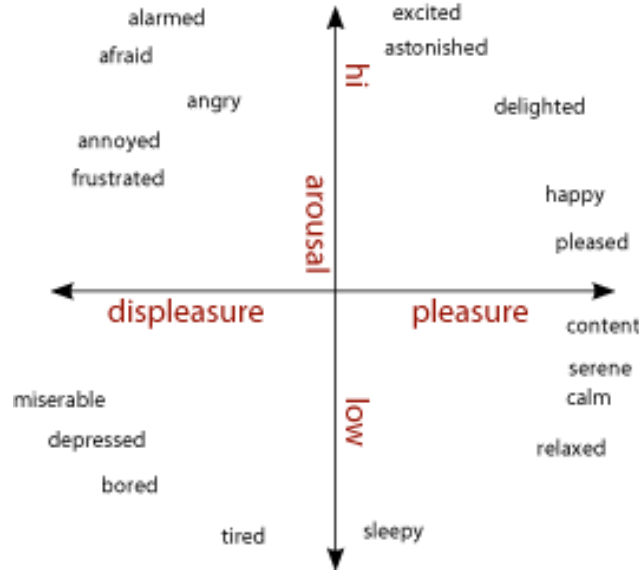 alarmed
excited
afraid
astonished
hi
angry
delighted
annoyed
frustrated
arousal
happy
pleased
displeasure
pleasure
content
serene
miserable
calm
low
depressed
relaxed
bored
tired
sleepy